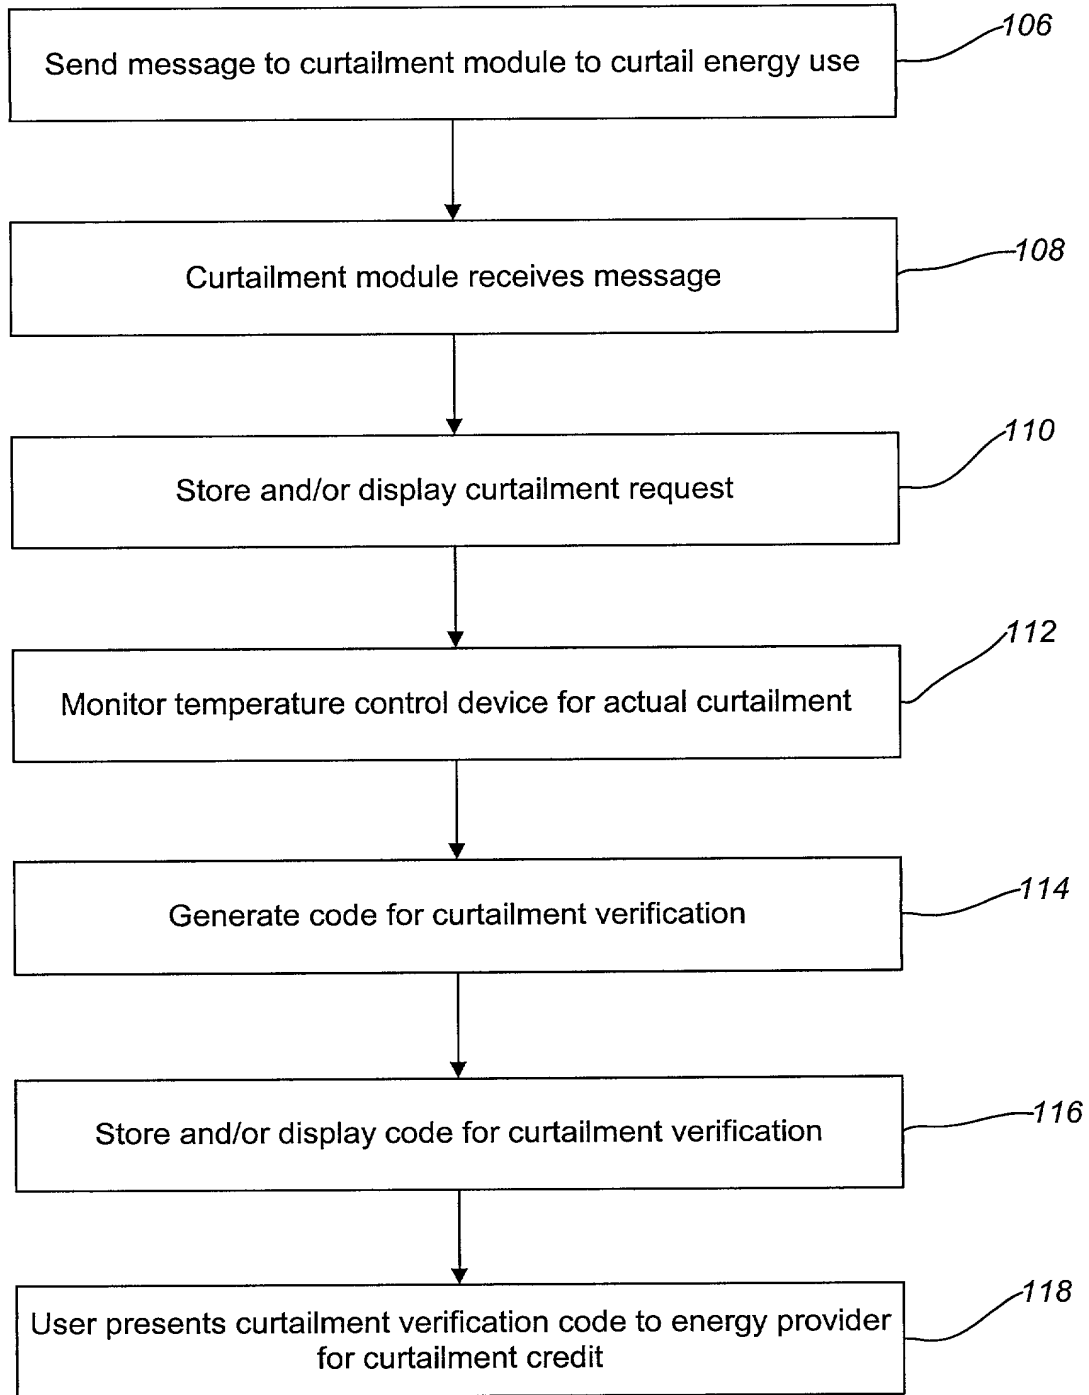 106
Send message to curtailment module to curtail energy use
108
Curtailment module receives message
110
Store and/or display curtailment request
112
Monitor temperature control device for actual curtailment
114
Generate code for curtailment verification
116
Store and/or display code for curtailment verification
118
User presents curtailment verification code to energy provider
for curtailment credit